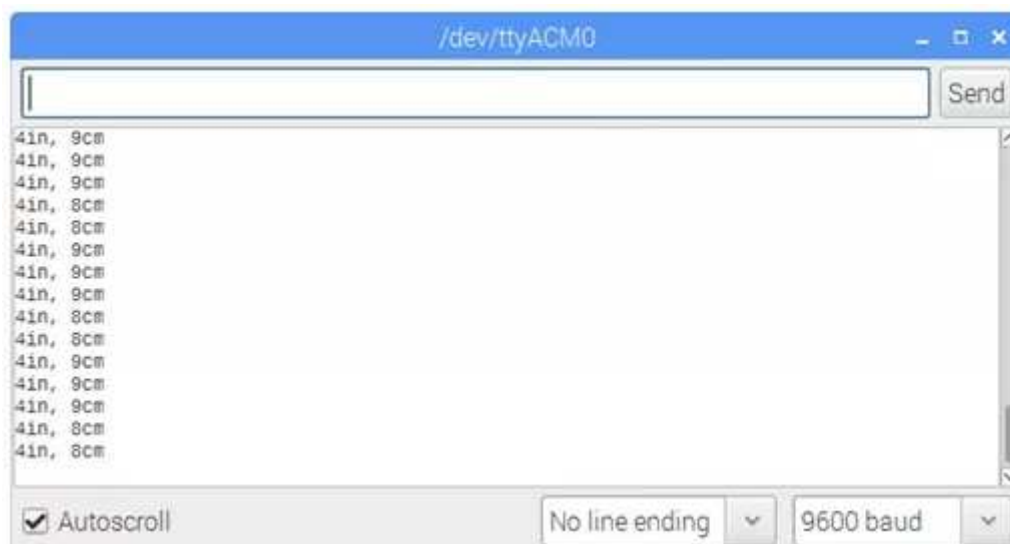 /dev/ttyACM0
Send
4in, 9cm
4in, 9cm
4in, 9cm
4in, 8cm
4in, 8cm
4in, 9cm
4in, 9cm
4in, 9cm
4in, 8cm
4in, 8cm
4in, 9cm
4in, 9cm
4in, 9cm
4in, 8cm
4in, 8cm
Autoscroll
No line ending
9600 baud